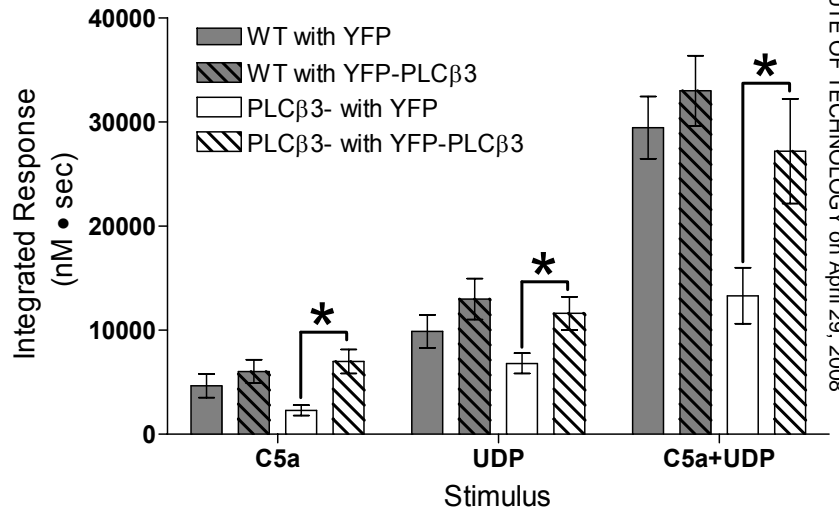 40000
30000
20000
10000
0
Integrated Response
(nM • sec)
WT with YFP
WT with YFP-PLCβ3
PLCβ3- with YFP
PLCβ3- with YFP-PLCβ3
*
*
*
C5a
UDP
C5a+UDP
Stimulus
TE OF TECHNOLOGY on April 29, 2008